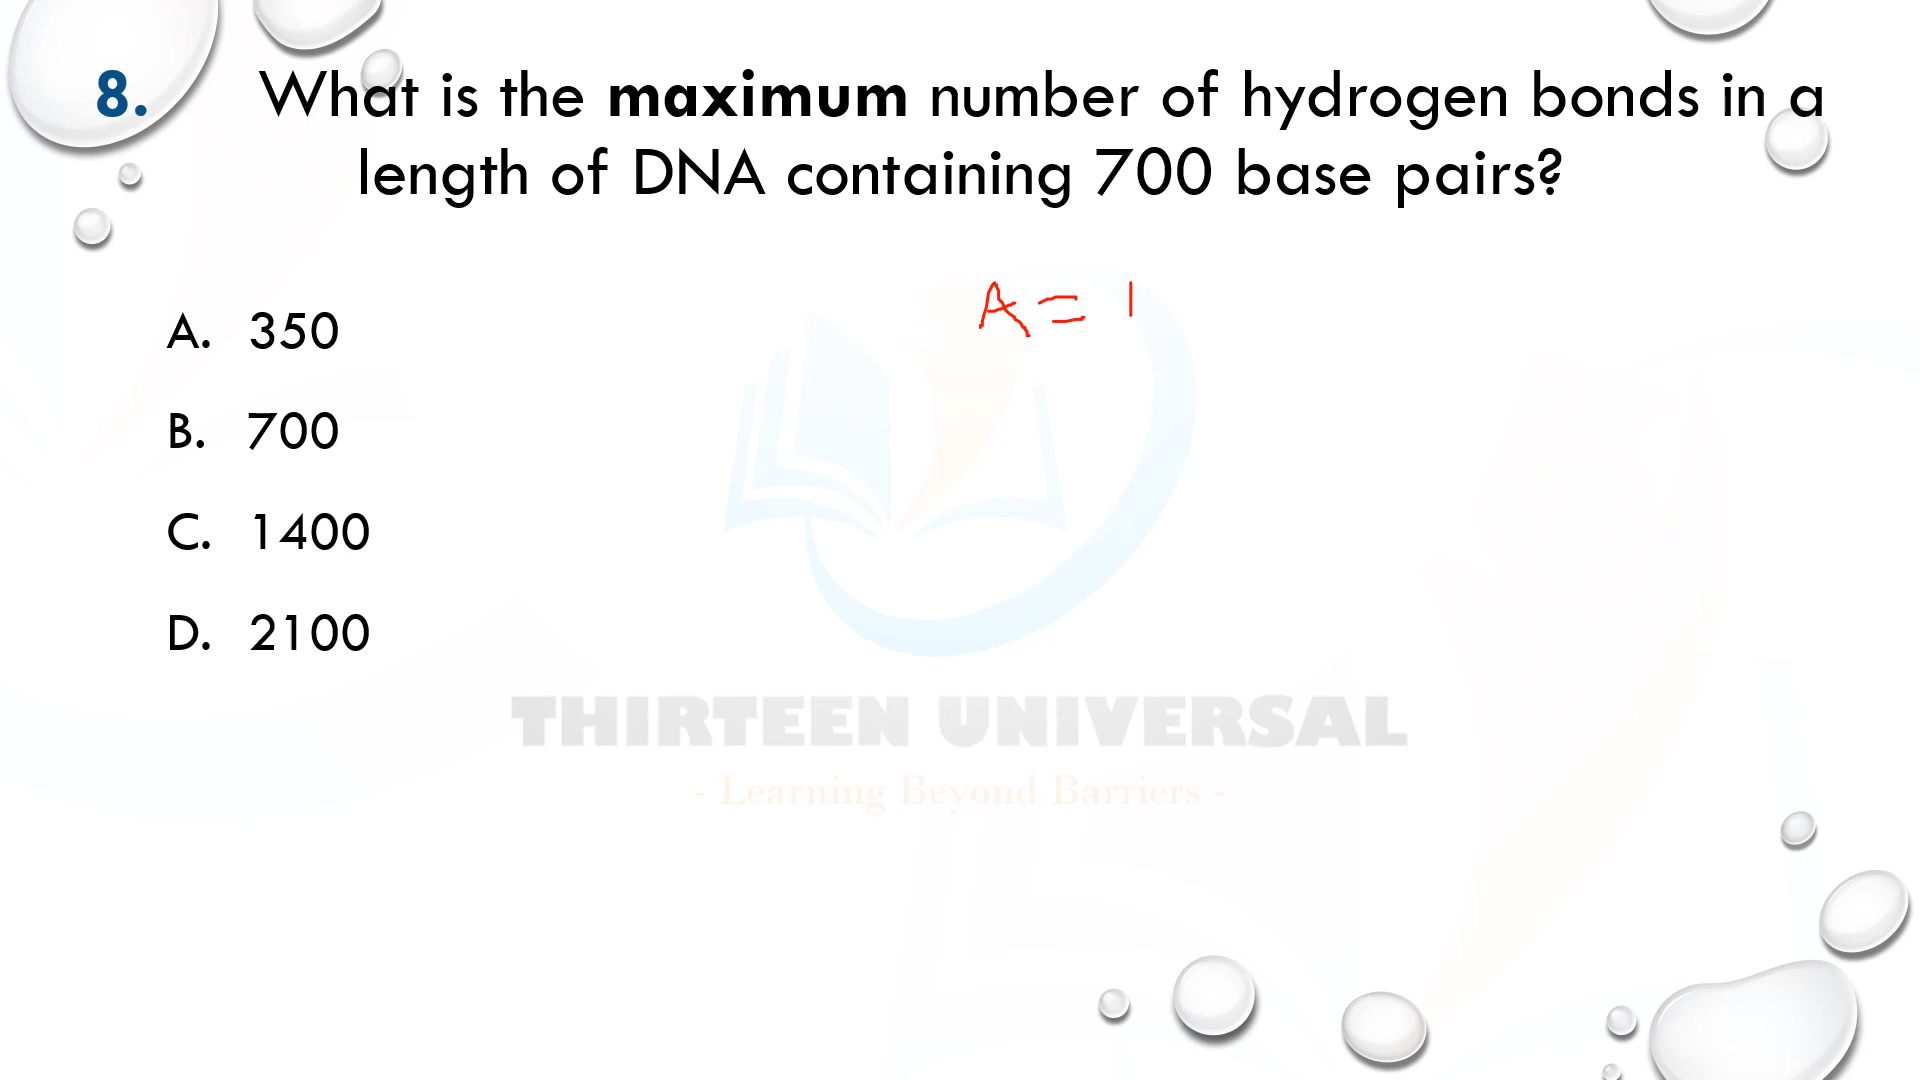 8. What is the maximum number of hydrogen bonds in a
length of DNA containing 700 base pairs?
A = 1
A. 350
B. 700
C. 1400
D. 2100
THIRTEEN UNIVERSAL
- Learning Beyond Barriers -